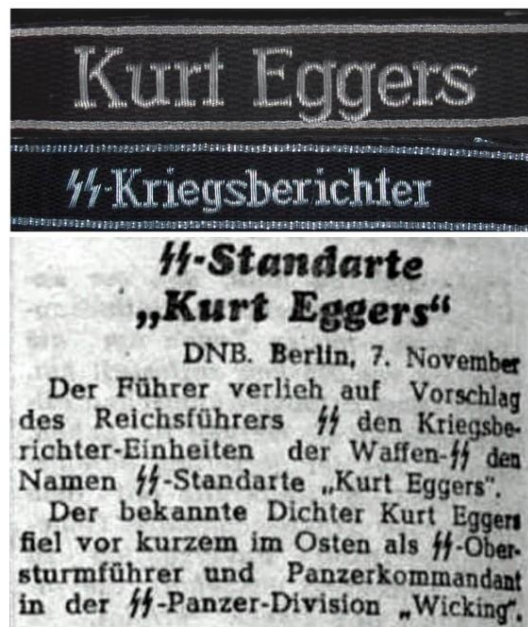 Kurt Eggers
ᛋᛋ-Kriegsberichter
ᛋᛋ-Standarte
„Kurt Eggers“
DNB. Berlin, 7. November
Der Führer verlieh auf Vorschlag
des Reichsführers ᛋᛋ den Kriegsbe-
richter-Einheiten der Waffen-ᛋᛋ den
Namen ᛋᛋ-Standarte „Kurt Eggers“.
Der bekannte Dichter Kurt Eggers
fiel vor kurzem im Osten als ᛋᛋ-Ober-
sturmführer und Panzerkommandant
in der ᛋᛋ-Panzer-Division „Wicking“.